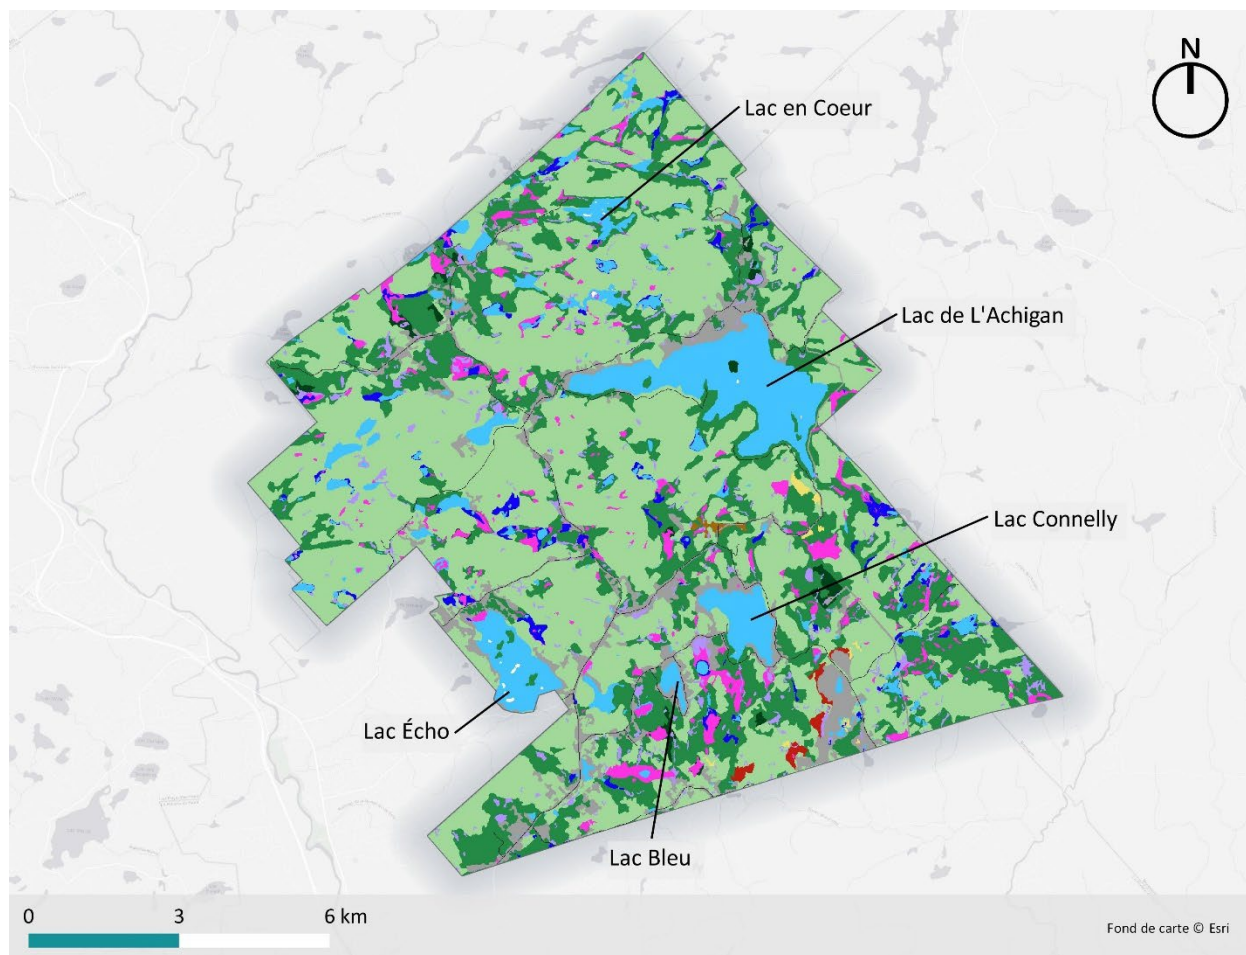 N
Lac en Coeur
Lac de L'Achigan
Lac Connelly
Lac Écho
Lac Bleu
0 3 6 km
Fond de carte © Esri